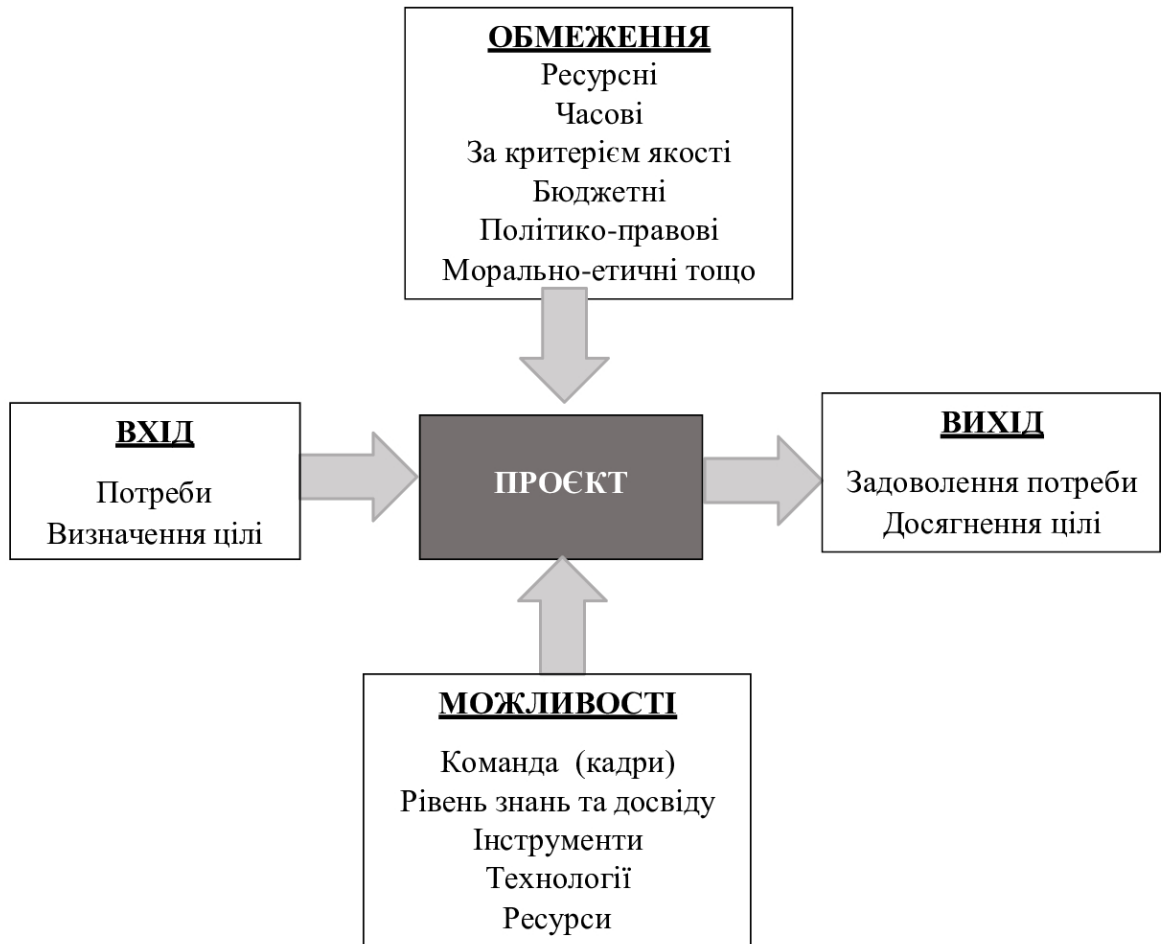 ОБМЕЖЕННЯ
Ресурсні
Часові
За критерієм якості
Бюджетні
Політико-правові
Морально-етичні тощо
ВХІД
Потреби
Визначення цілі
ПРОЄКТ
ВИХІД
Задоволення потреби
Досягнення цілі
МОЖЛИВОСТІ
Команда (кадри)
Рівень знань та досвіду
Інструменти
Технології
Ресурси